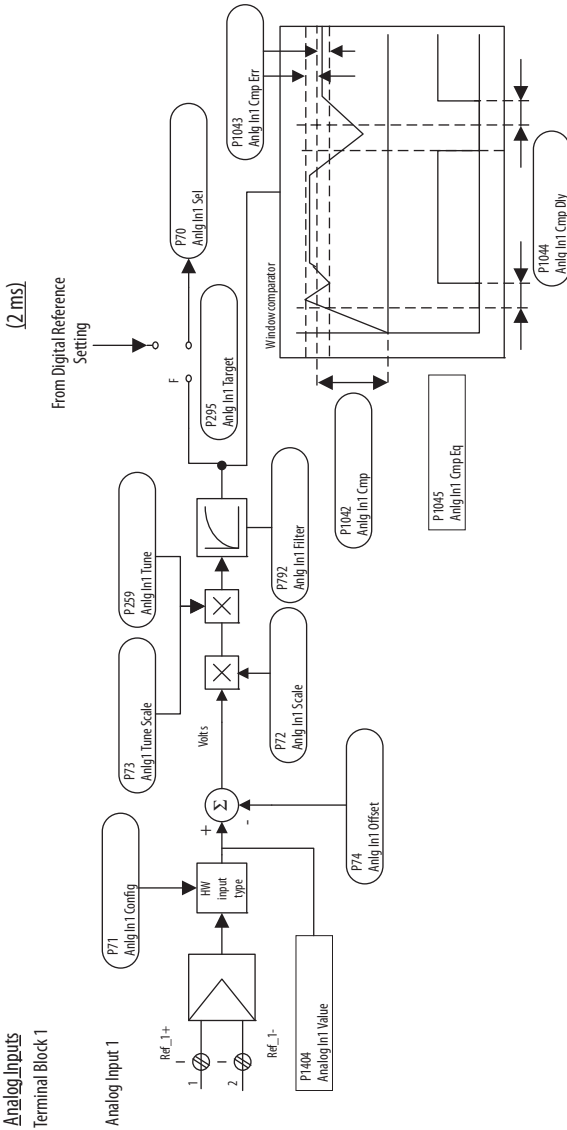 Analog Inputs
Terminal Block 1
(2 ms)
Analog Input 1
Ref_1+
I
1
I
2
Ref_1-
P71
Anlg In1 Config
HW
input
type
P1404
Analog In1 Value
+
Σ
-
P74
Anlg In1 Offset
Volts
P73
Anlg1 Tune Scale
P259
Anlg In1 Tune
P72
Anlg In1 Scale
P792
Anlg In1 Filter
From Digital Reference
Setting
F
P295
Anlg In1 Target
P70
Anlg In1 Sel
P1043
Anlg In1 Cmp Err
Window comparator
P1042
Anlg In1 Cmp
P1045
Anlg In1 Cmp Eq
P1044
Anlg In1 Cmp Dly